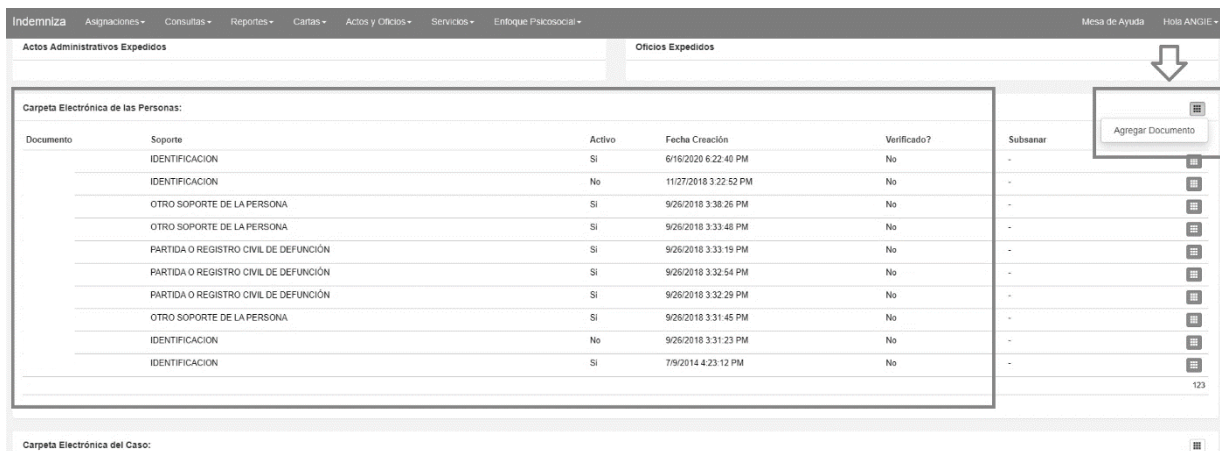 Indemniza Asignaciones Consultas Reportes Cartas Actos y Oficios Servicios Enfoque Psicosocial Mesa de Ayuda Hola ANGIE
Actos Administrativos Expedidos Oficios Expedidos
Carpeta Electrónica de las Personas:
Agregar Documento
Documento Soporte Activo Fecha Creación Verificado? Subsanar
IDENTIFICACION Si 6/16/2020 6:22:40 PM No -
IDENTIFICACION No 11/27/2018 3:22:52 PM No -
OTRO SOPORTE DE LA PERSONA Si 9/26/2018 3:38:26 PM No -
OTRO SOPORTE DE LA PERSONA Si 9/26/2018 3:33:48 PM No -
PARTIDA O REGISTRO CIVIL DE DEFUNCIÓN Si 9/26/2018 3:33:19 PM No -
PARTIDA O REGISTRO CIVIL DE DEFUNCIÓN Si 9/26/2018 3:32:54 PM No -
PARTIDA O REGISTRO CIVIL DE DEFUNCIÓN Si 9/26/2018 3:32:29 PM No -
OTRO SOPORTE DE LA PERSONA Si 9/26/2018 3:31:45 PM No -
IDENTIFICACION No 9/26/2018 3:31:23 PM No -
IDENTIFICACION Si 7/9/2014 4:23:12 PM No -
123
Carpeta Electrónica del Caso: